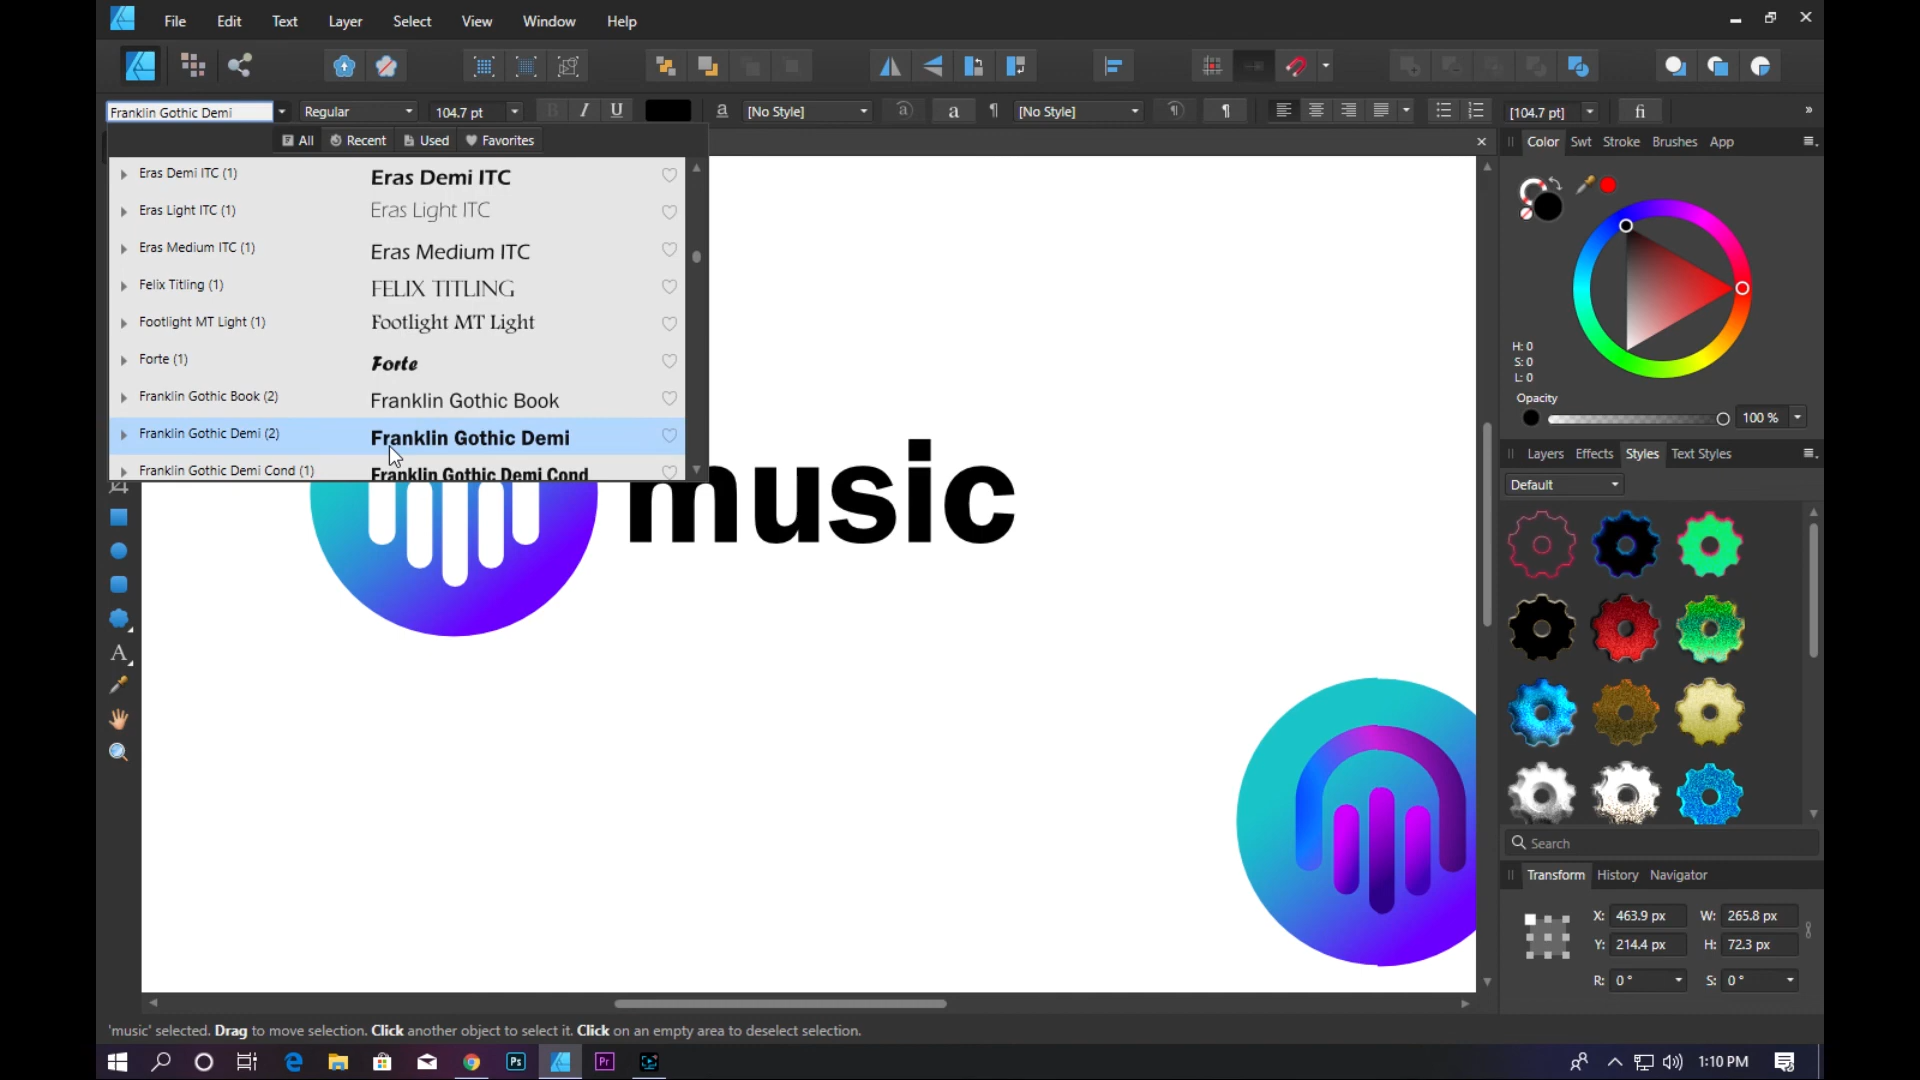 File Edit Text Layer Select View Window Help
Franklin Gothic Demi Regular 104.7 pt B I U a [No Style] a a ¶ [No Style] ¶ ¶ [104.7 pt] fi »
All Recent Used Favorites
Eras Demi ITC (1) Eras Demi ITC
Eras Light ITC (1) Eras Light ITC
Eras Medium ITC (1) Eras Medium ITC
Felix Titling (1) FELIX TITLING
Footlight MT Light (1) Footlight MT Light
Forte (1) Forte
Franklin Gothic Book (2) Franklin Gothic Book
Franklin Gothic Demi (2) Franklin Gothic Demi
Franklin Gothic Demi Cond (1) Franklin Gothic Demi Cond
music
A
Color Swt Stroke Brushes App
H: 0
S: 0
L: 0
Opacity
100 %
Layers Effects Styles Text Styles
Default
Search
Transform History Navigator
X: 463.9 px W: 265.8 px
Y: 214.4 px H: 72.3 px
R: 0 ° S: 0 °
'music' selected. Drag to move selection. Click another object to select it. Click on an empty area to deselect selection.
Ps Pr 1:10 PM